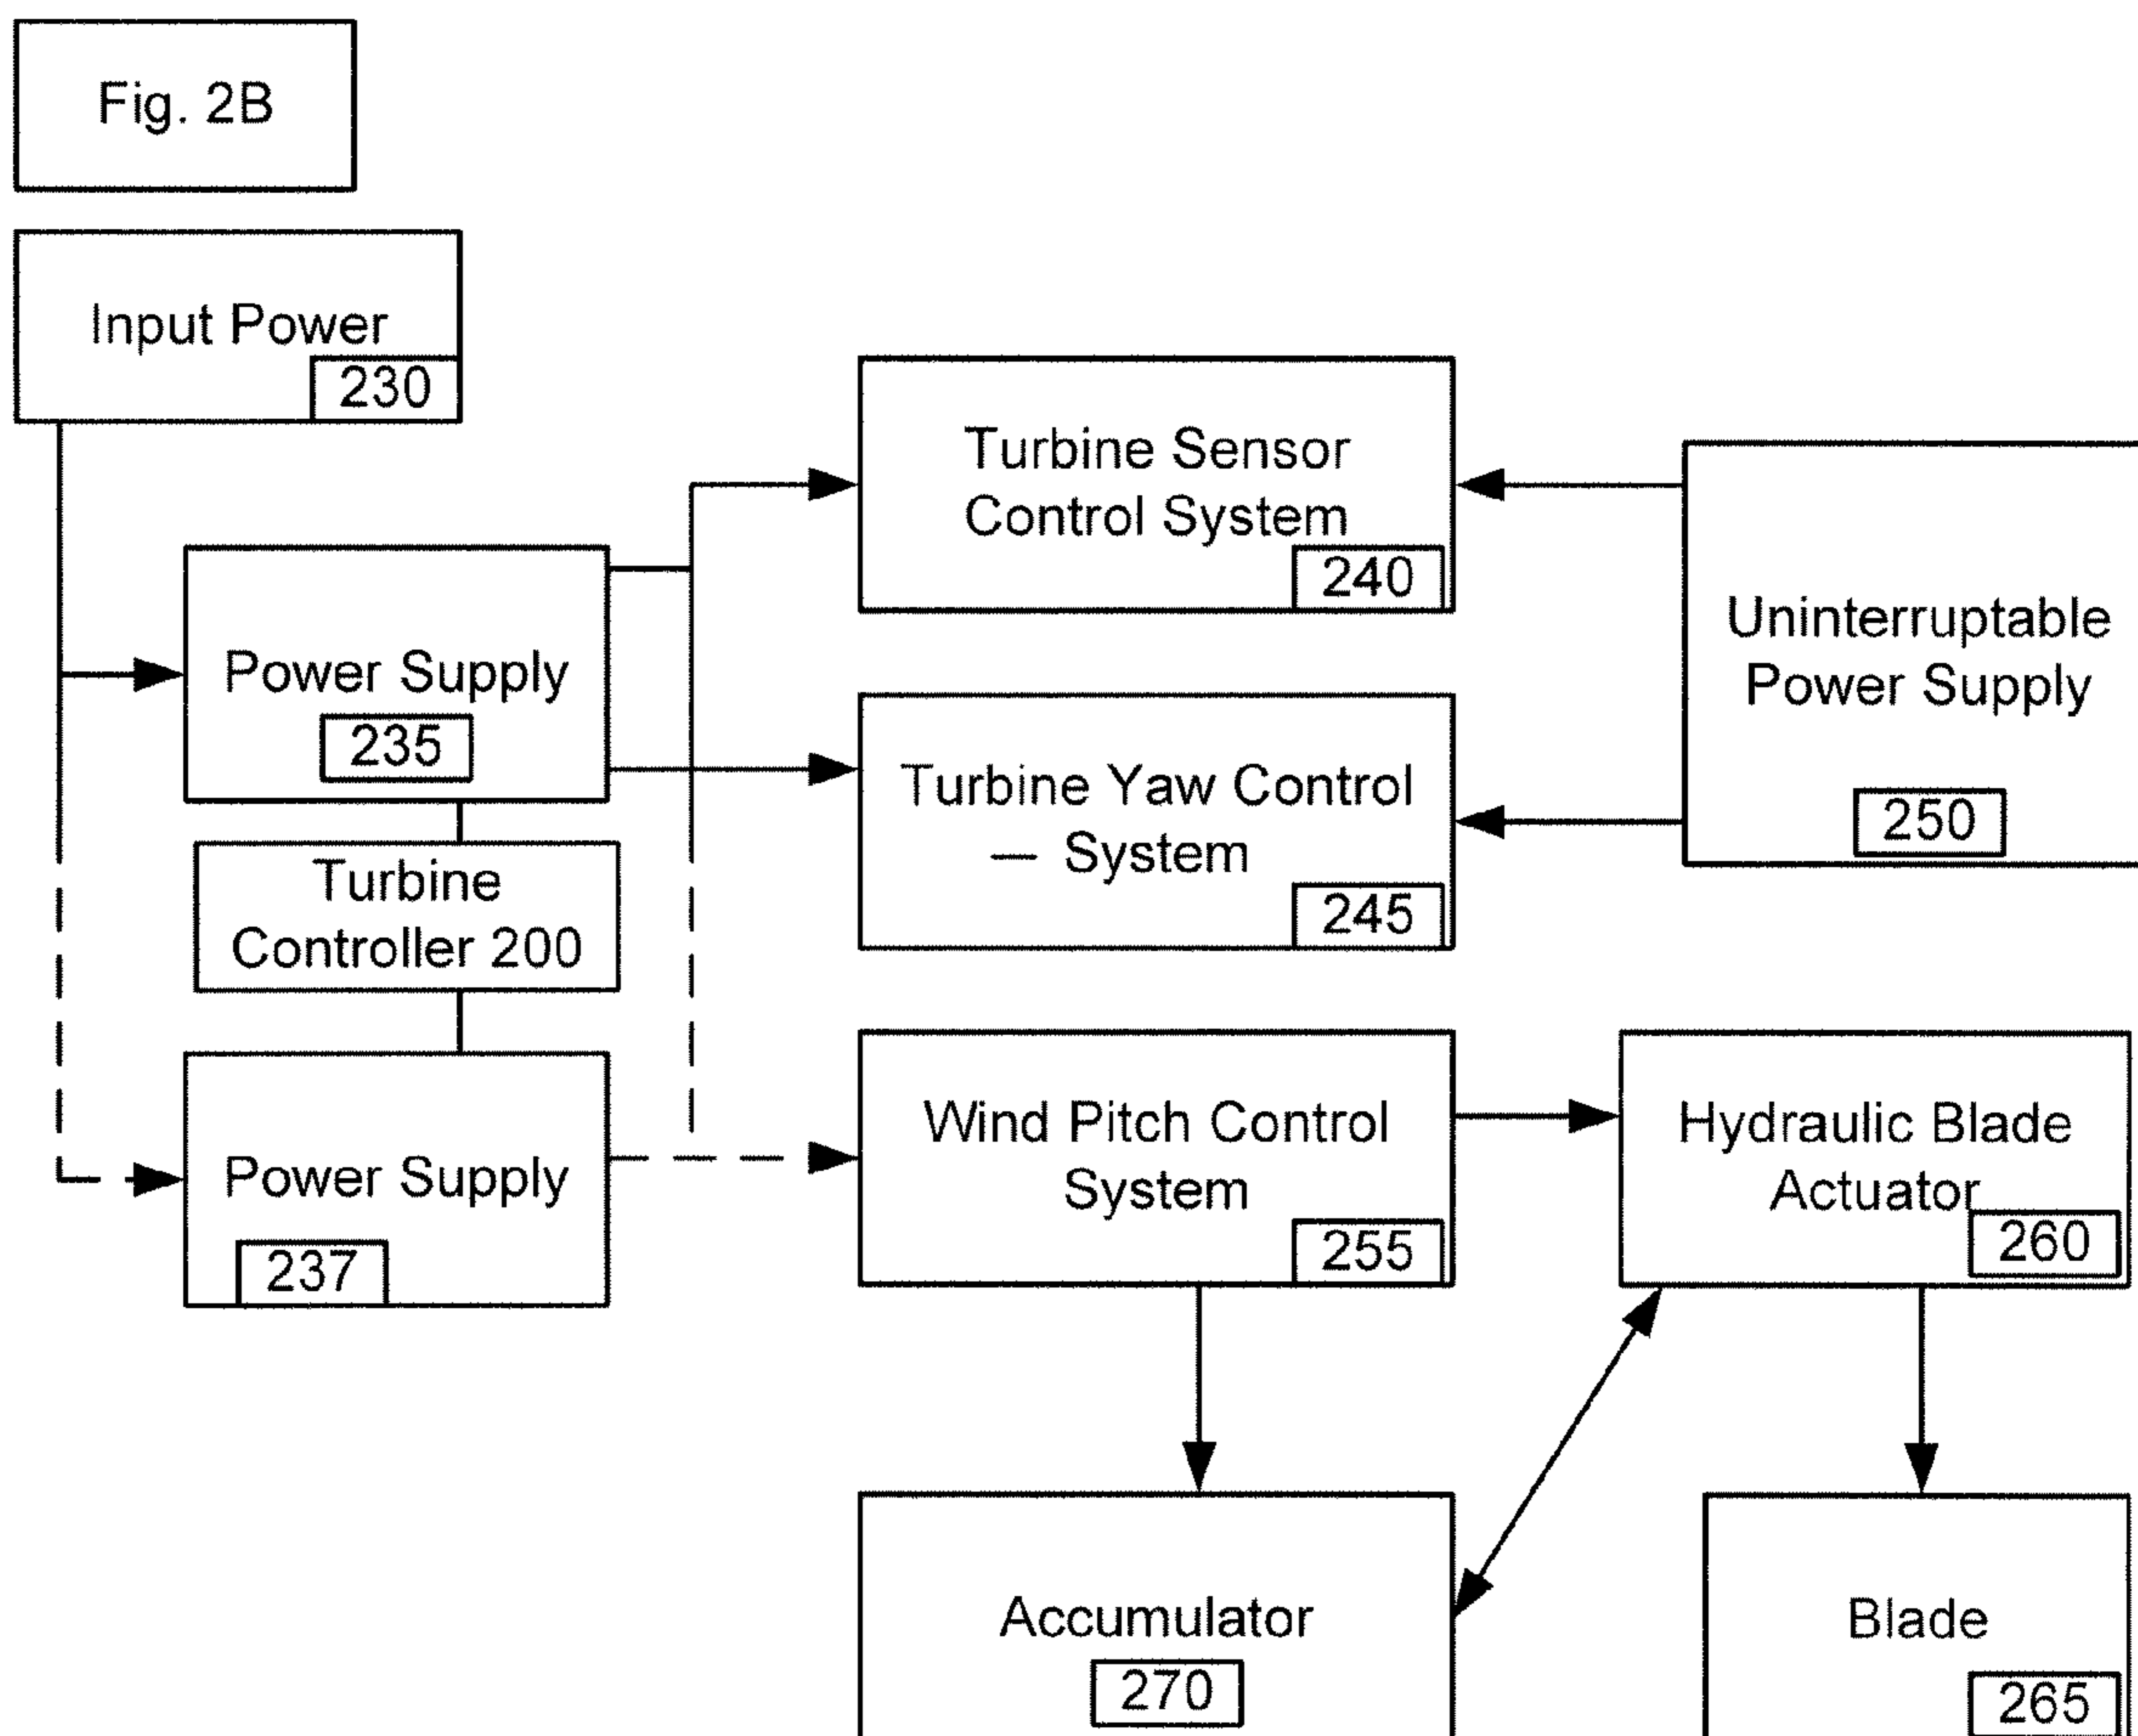 Fig. 2B
Input Power
230
Turbine Sensor
Control System
240
Uninterruptable
Power Supply
250
Power Supply
235
Turbine Yaw Control
— System
245
Turbine
Controller 200
Power Supply
237
Wind Pitch Control
System
255
Hydraulic Blade
Actuator
260
Accumulator
270
Blade
265